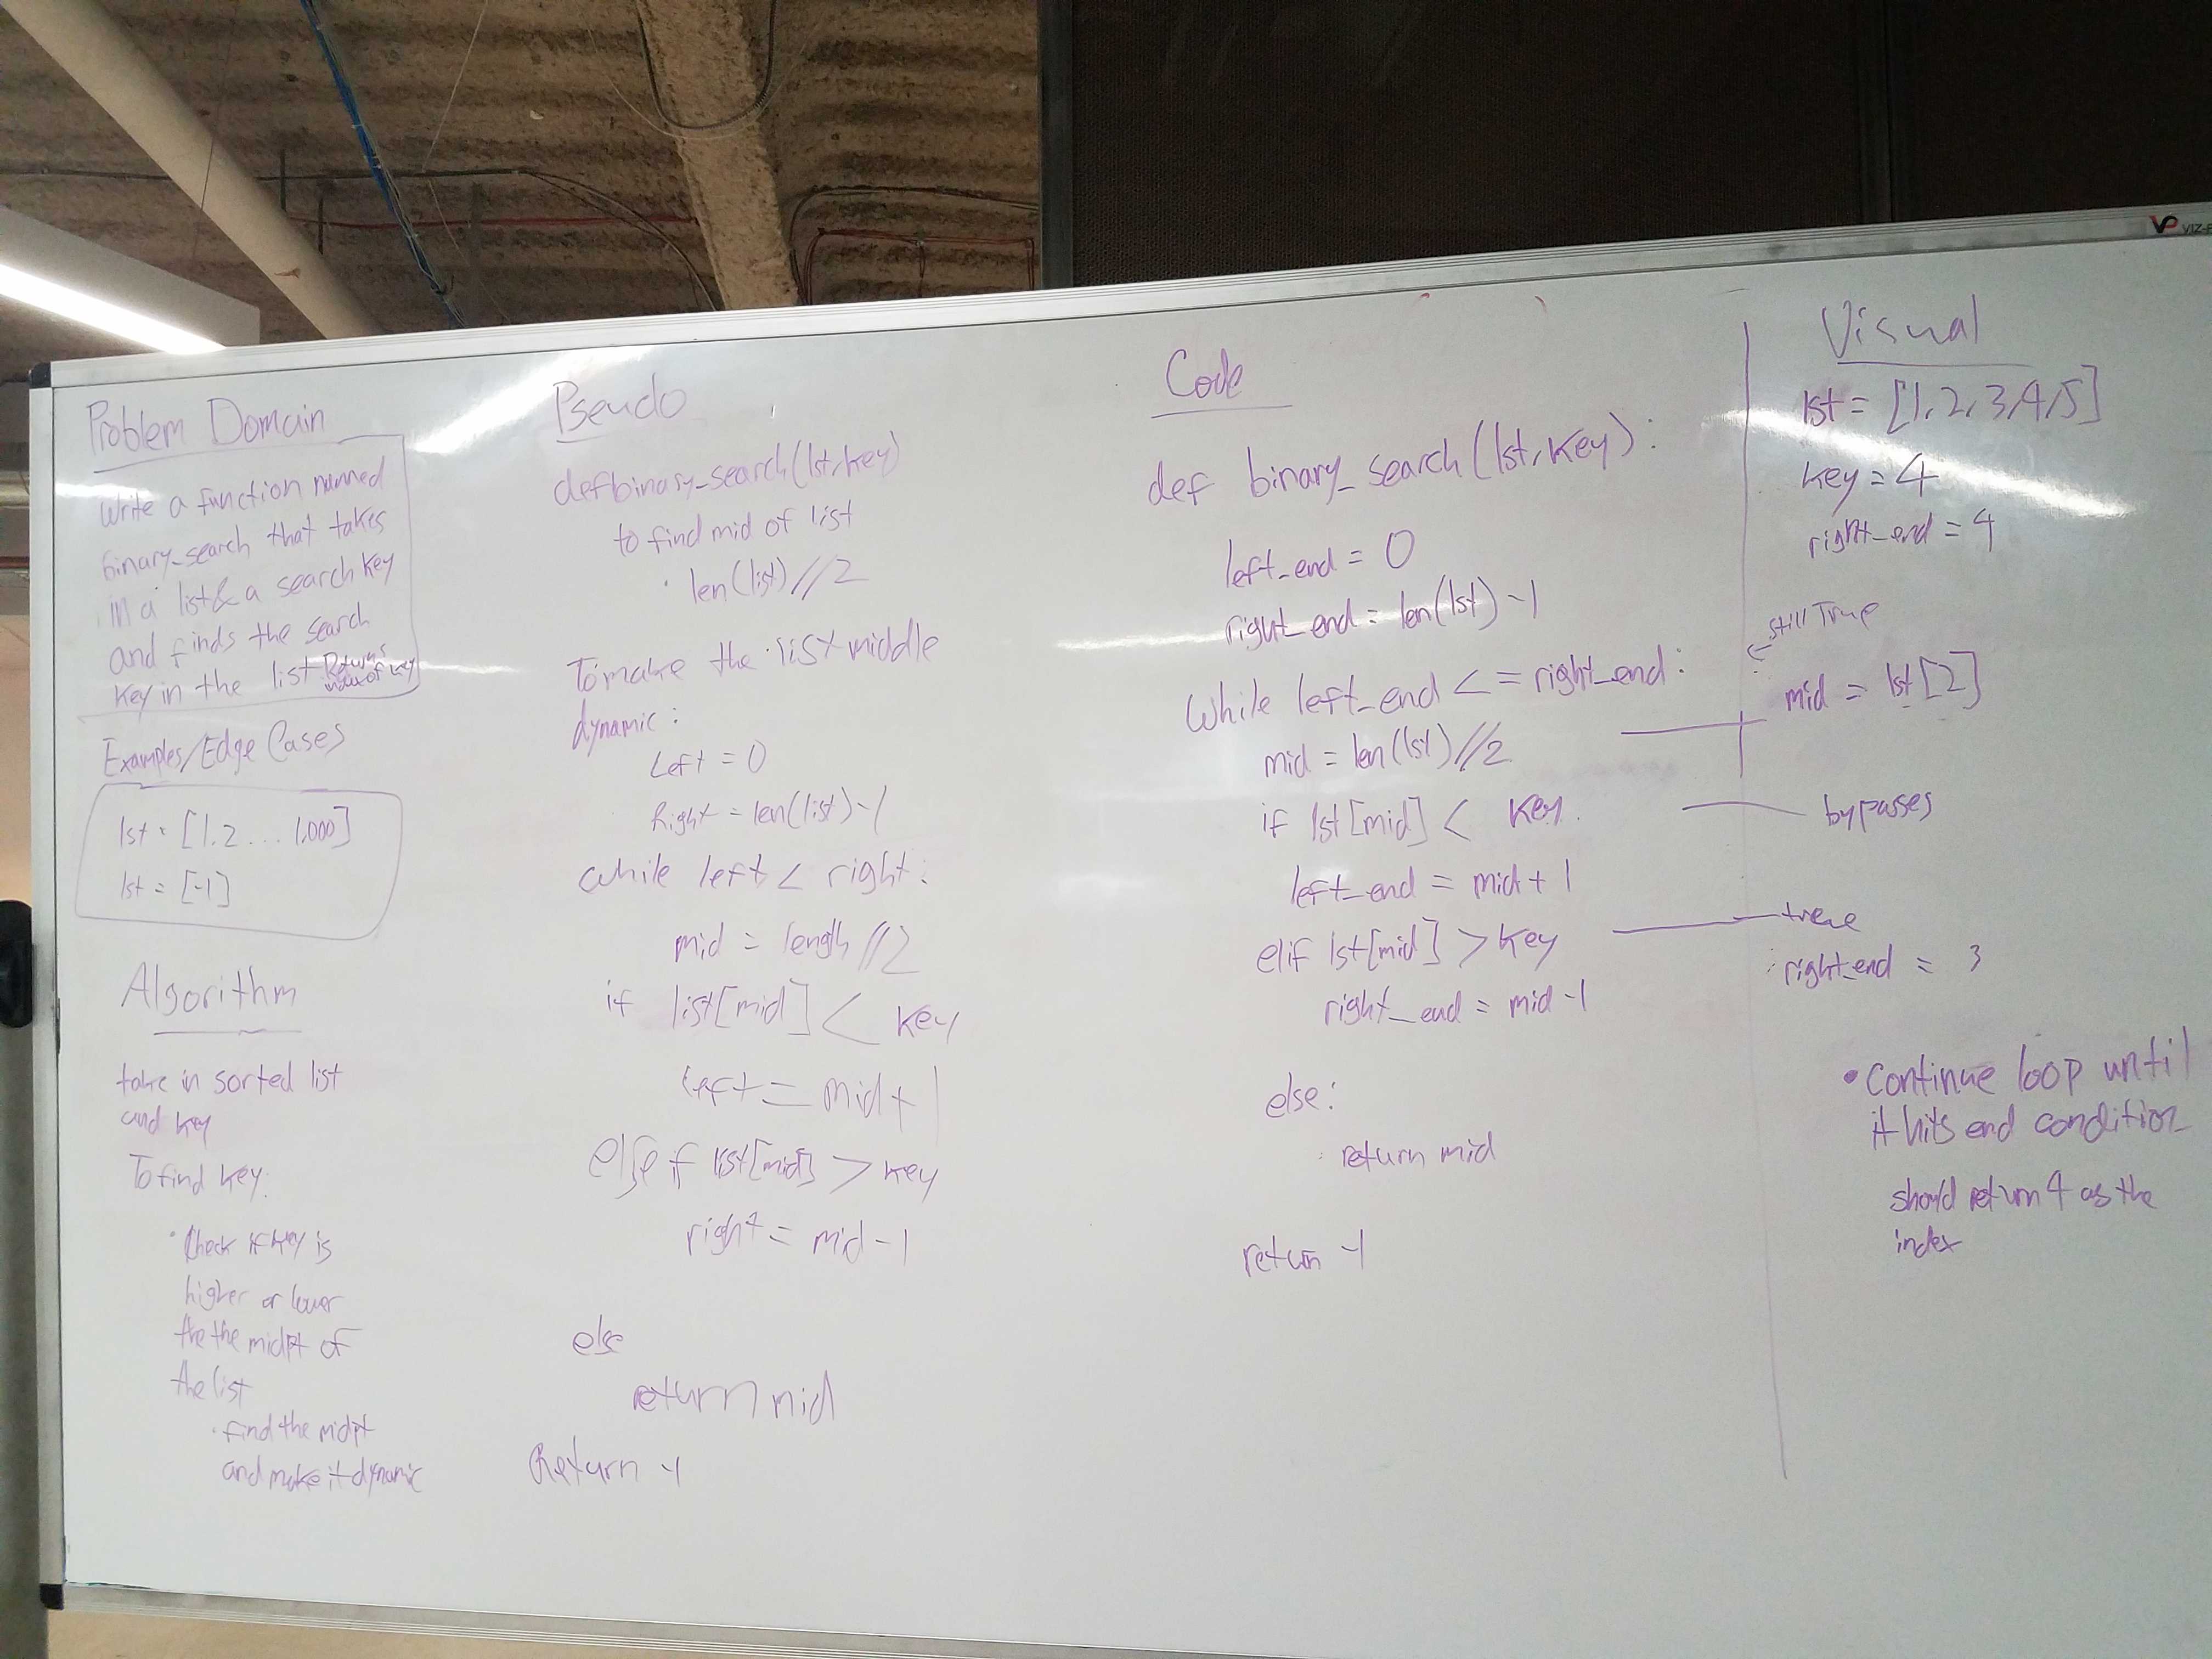 Problem Domain
write a function named
binary_search that takes
in a list & a search key
and finds the search
key in the list Returns
index of key
Examples/Edge Cases
lst = [1,2 ... 1,000]
lst = [-1]
Algorithm
take in sorted list
and key
To find key:
· Check if key is
higher or lower
the the midpt of
the list
· find the midpt
and make it dynamic
Pseudo
def binary_search(lst, key)
to find mid of list
· len(list)//2
To make the list middle
dynamic:
Left = 0
Right = len(list)-1
while left < right:
mid = length//2
if list[mid] < key
left = mid + 1
else if list[mid] > key
right = mid - 1
else
return mid
Return -1
Code
def binary_search(lst, key):
left_end = 0
right_end = len(lst) - 1
While left_end <= right_end:
mid = len(lst)//2
if lst[mid] < key
left_end = mid + 1
elif lst[mid] > key
right_end = mid - 1
else:
return mid
return -1
Visual
lst = [1,2,3,4,5]
key = 4
right_end = 4
← still True
mid = lst[2]
bypasses
true
right_end = 3
• Continue loop until
it hits end condition
should return 4 as the
index